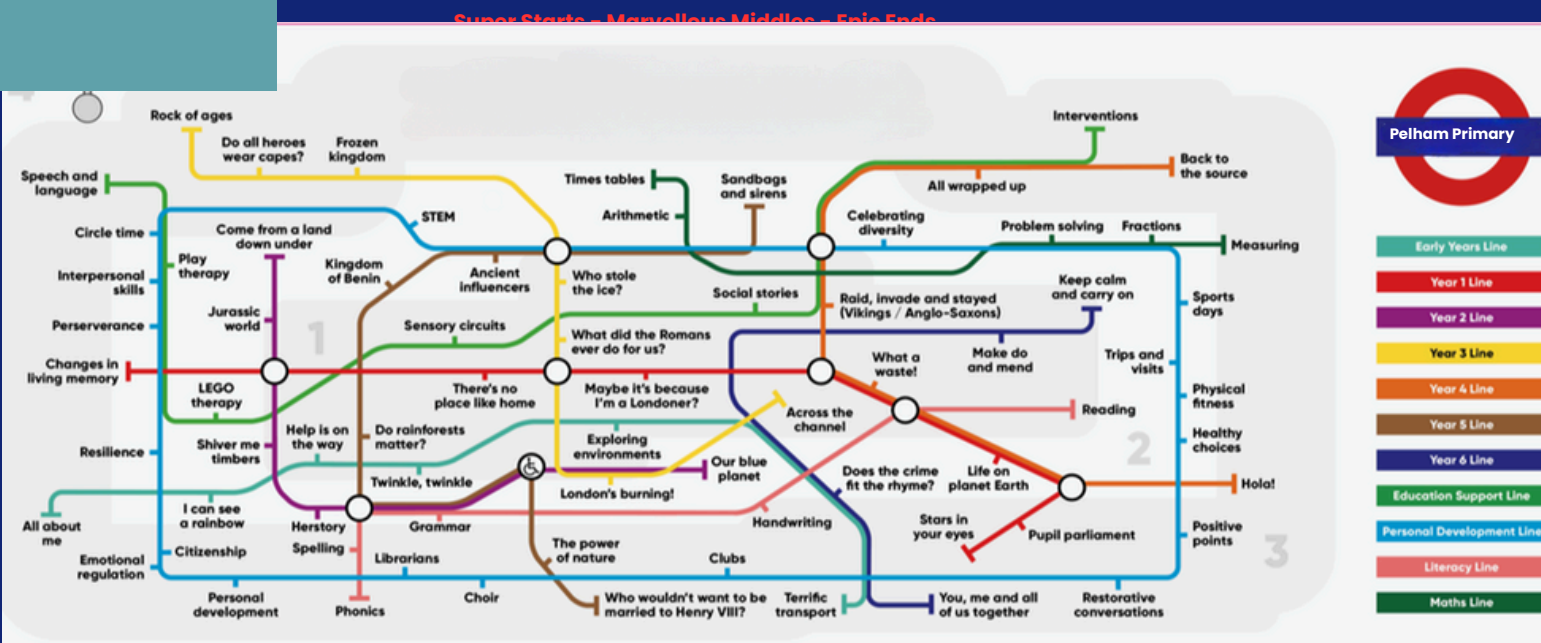 Super Starts - Marvellous Middles - Epic Ends
4
Rock of ages
Interventions
Pelham Primary
Do all heroes
wear capes?
Frozen
kingdom
Back to
the source
Speech and
language
Times tables
Sandbags
and sirens
All wrapped up
Arithmetic
STEM
Celebrating
diversity
Circle time
Come from a land
down under
Problem solving
Fractions
Measuring
Early Years Line
Play
therapy
Kingdom
of Benin
Ancient
influencers
Who stole
the ice?
Interpersonal
skills
Keep calm
and carry on
Year 1 Line
Social stories
Raid, invade and stayed
(Vikings / Anglo-Saxons)
Sports
days
Jurassic
world
1
Sensory circuits
Year 2 Line
Perserverance
What did the Romans
ever do for us?
Year 3 Line
Changes in
living memory
What a
waste!
Make do
and mend
Trips and
visits
LEGO
therapy
There's no
place like home
Maybe it's because
I'm a Londoner?
Year 4 Line
Physical
fitness
Across the
channel
Reading
Year 5 Line
Help is on
the way
Do rainforests
matter?
Shiver me
timbers
Exploring
environments
2
Healthy
choices
Resilience
Year 6 Line
Our blue
planet
Does the crime
fit the rhyme?
Life on
planet Earth
Twinkle, twinkle
London's burning!
Hola!
Education Support Line
All about
me
I can see
a rainbow
Herstory
Grammar
Handwriting
Stars in
your eyes
Pupil parliament
Positive
points
Personal Development Line
Citizenship
Spelling
Librarians
The power
of nature
Clubs
3
Emotional
regulation
Literacy Line
Personal
development
Phonics
Choir
Who wouldn't want to be
married to Henry VIII?
Terrific
transport
You, me and all
of us together
Restorative
conversations
Maths Line